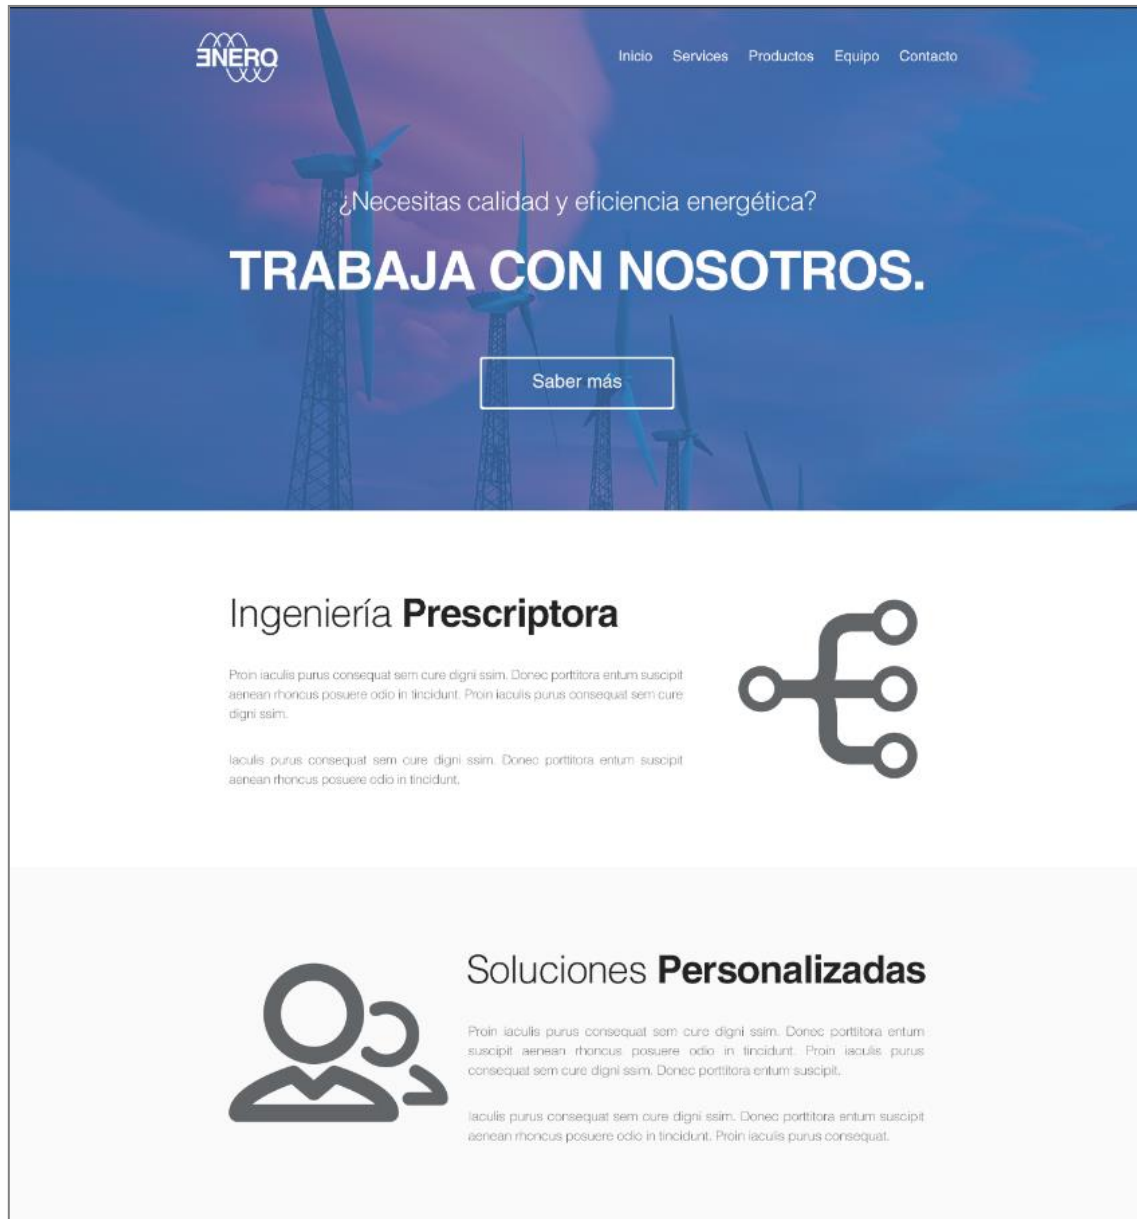 ƎNERQ
Inicio Services Productos Equipo Contacto
¿Necesitas calidad y eficiencia energética?
TRABAJA CON NOSOTROS.
Saber más
Ingeniería Prescriptora
Proin iaculis purus consequat sem cure digni ssim. Donec porttitora entum suscipit
aenean rhoncus posuere odio in tincidunt. Proin iaculis purus consequat sem cure
digni ssim.
Iaculis purus consequat sem cure digni ssim. Donec porttitora entum suscipit
aenean rhoncus posuere odio in tincidunt.
Soluciones Personalizadas
Proin iaculis purus consequat sem cure digni ssim. Donec porttitora entum
suscipit aenean rhoncus posuere odio in tincidunt. Proin iaculis purus
consequat sem cure digni ssim. Donec porttitora entum suscipit.
Iaculis purus consequat sem cure digni ssim. Donec porttitora entum suscipit
aenean rhoncus posuere odio in tincidunt. Proin iaculis purus consequat.